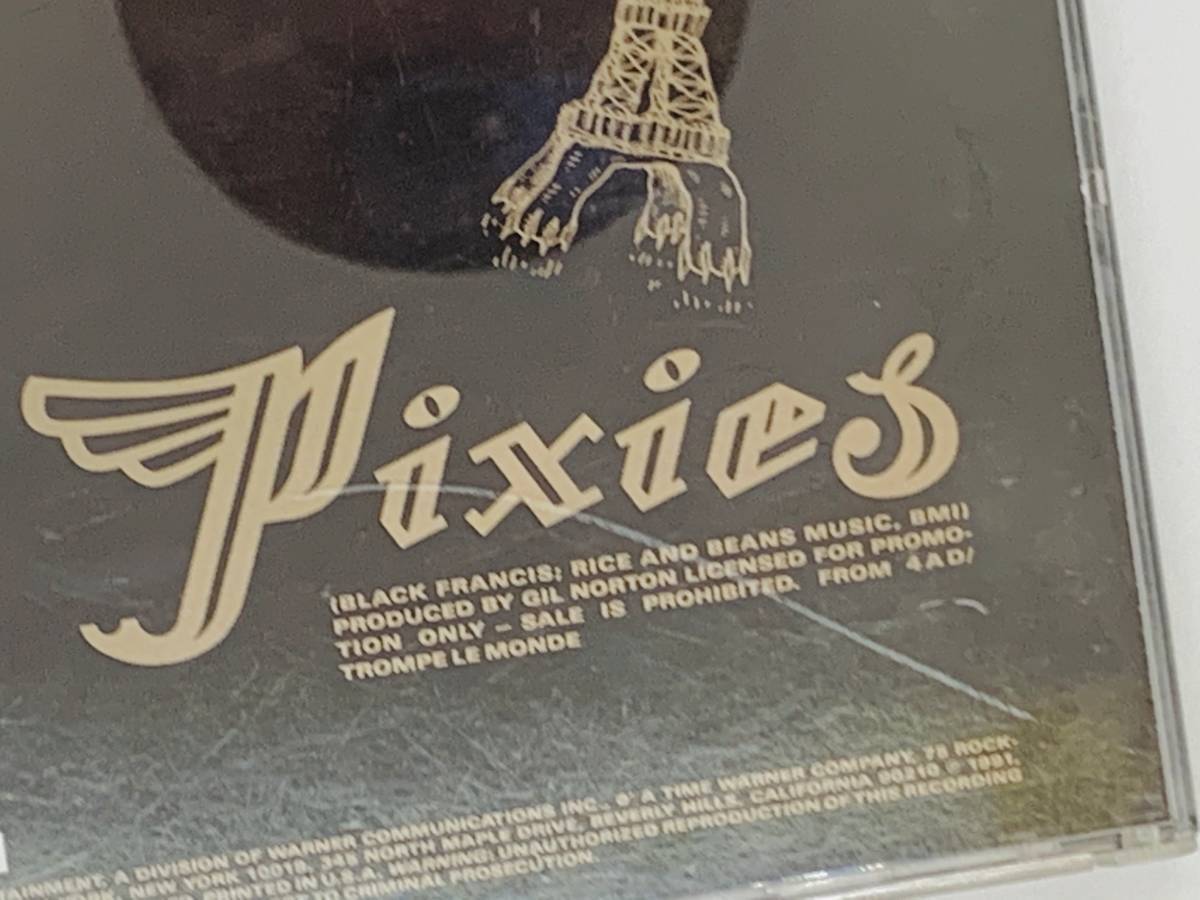 Pixies
(BLACK FRANCIS; RICE AND BEANS MUSIC, BMI)
PRODUCED BY GIL NORTON LICENSED FOR PROMO-
TION ONLY – SALE IS PROHIBITED. FROM 4AD/
TROMPE LE MONDE
TAINMENT, A DIVISION OF WARNER COMMUNICATIONS INC., A TIME WARNER COMPANY, 75 ROCK-
NEW YORK 10019, 345 NORTH MAPLE DRIVE, BEVERLY HILLS, CALIFORNIA 90210 ℗ 1991,
PRINTED IN U.S.A. WARNING: UNAUTHORIZED REPRODUCTION OF THIS RECORDING
TO CRIMINAL PROSECUTION.